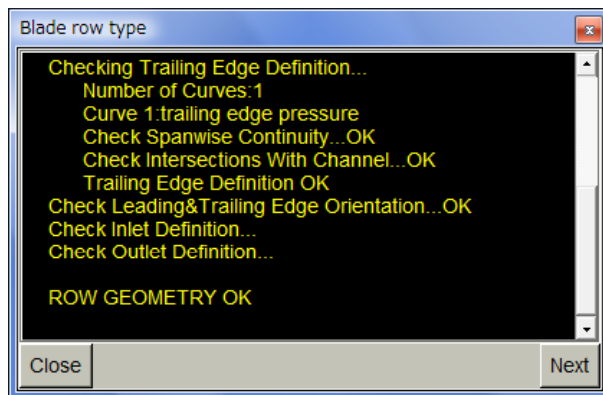 Blade row type
Checking Trailing Edge Definition...
Number of Curves:1
Curve 1:trailing edge pressure
Check Spanwise Continuity...OK
Check Intersections With Channel...OK
Trailing Edge Definition OK
Check Leading&Trailing Edge Orientation...OK
Check Inlet Definition...
Check Outlet Definition...
ROW GEOMETRY OK
Close
Next